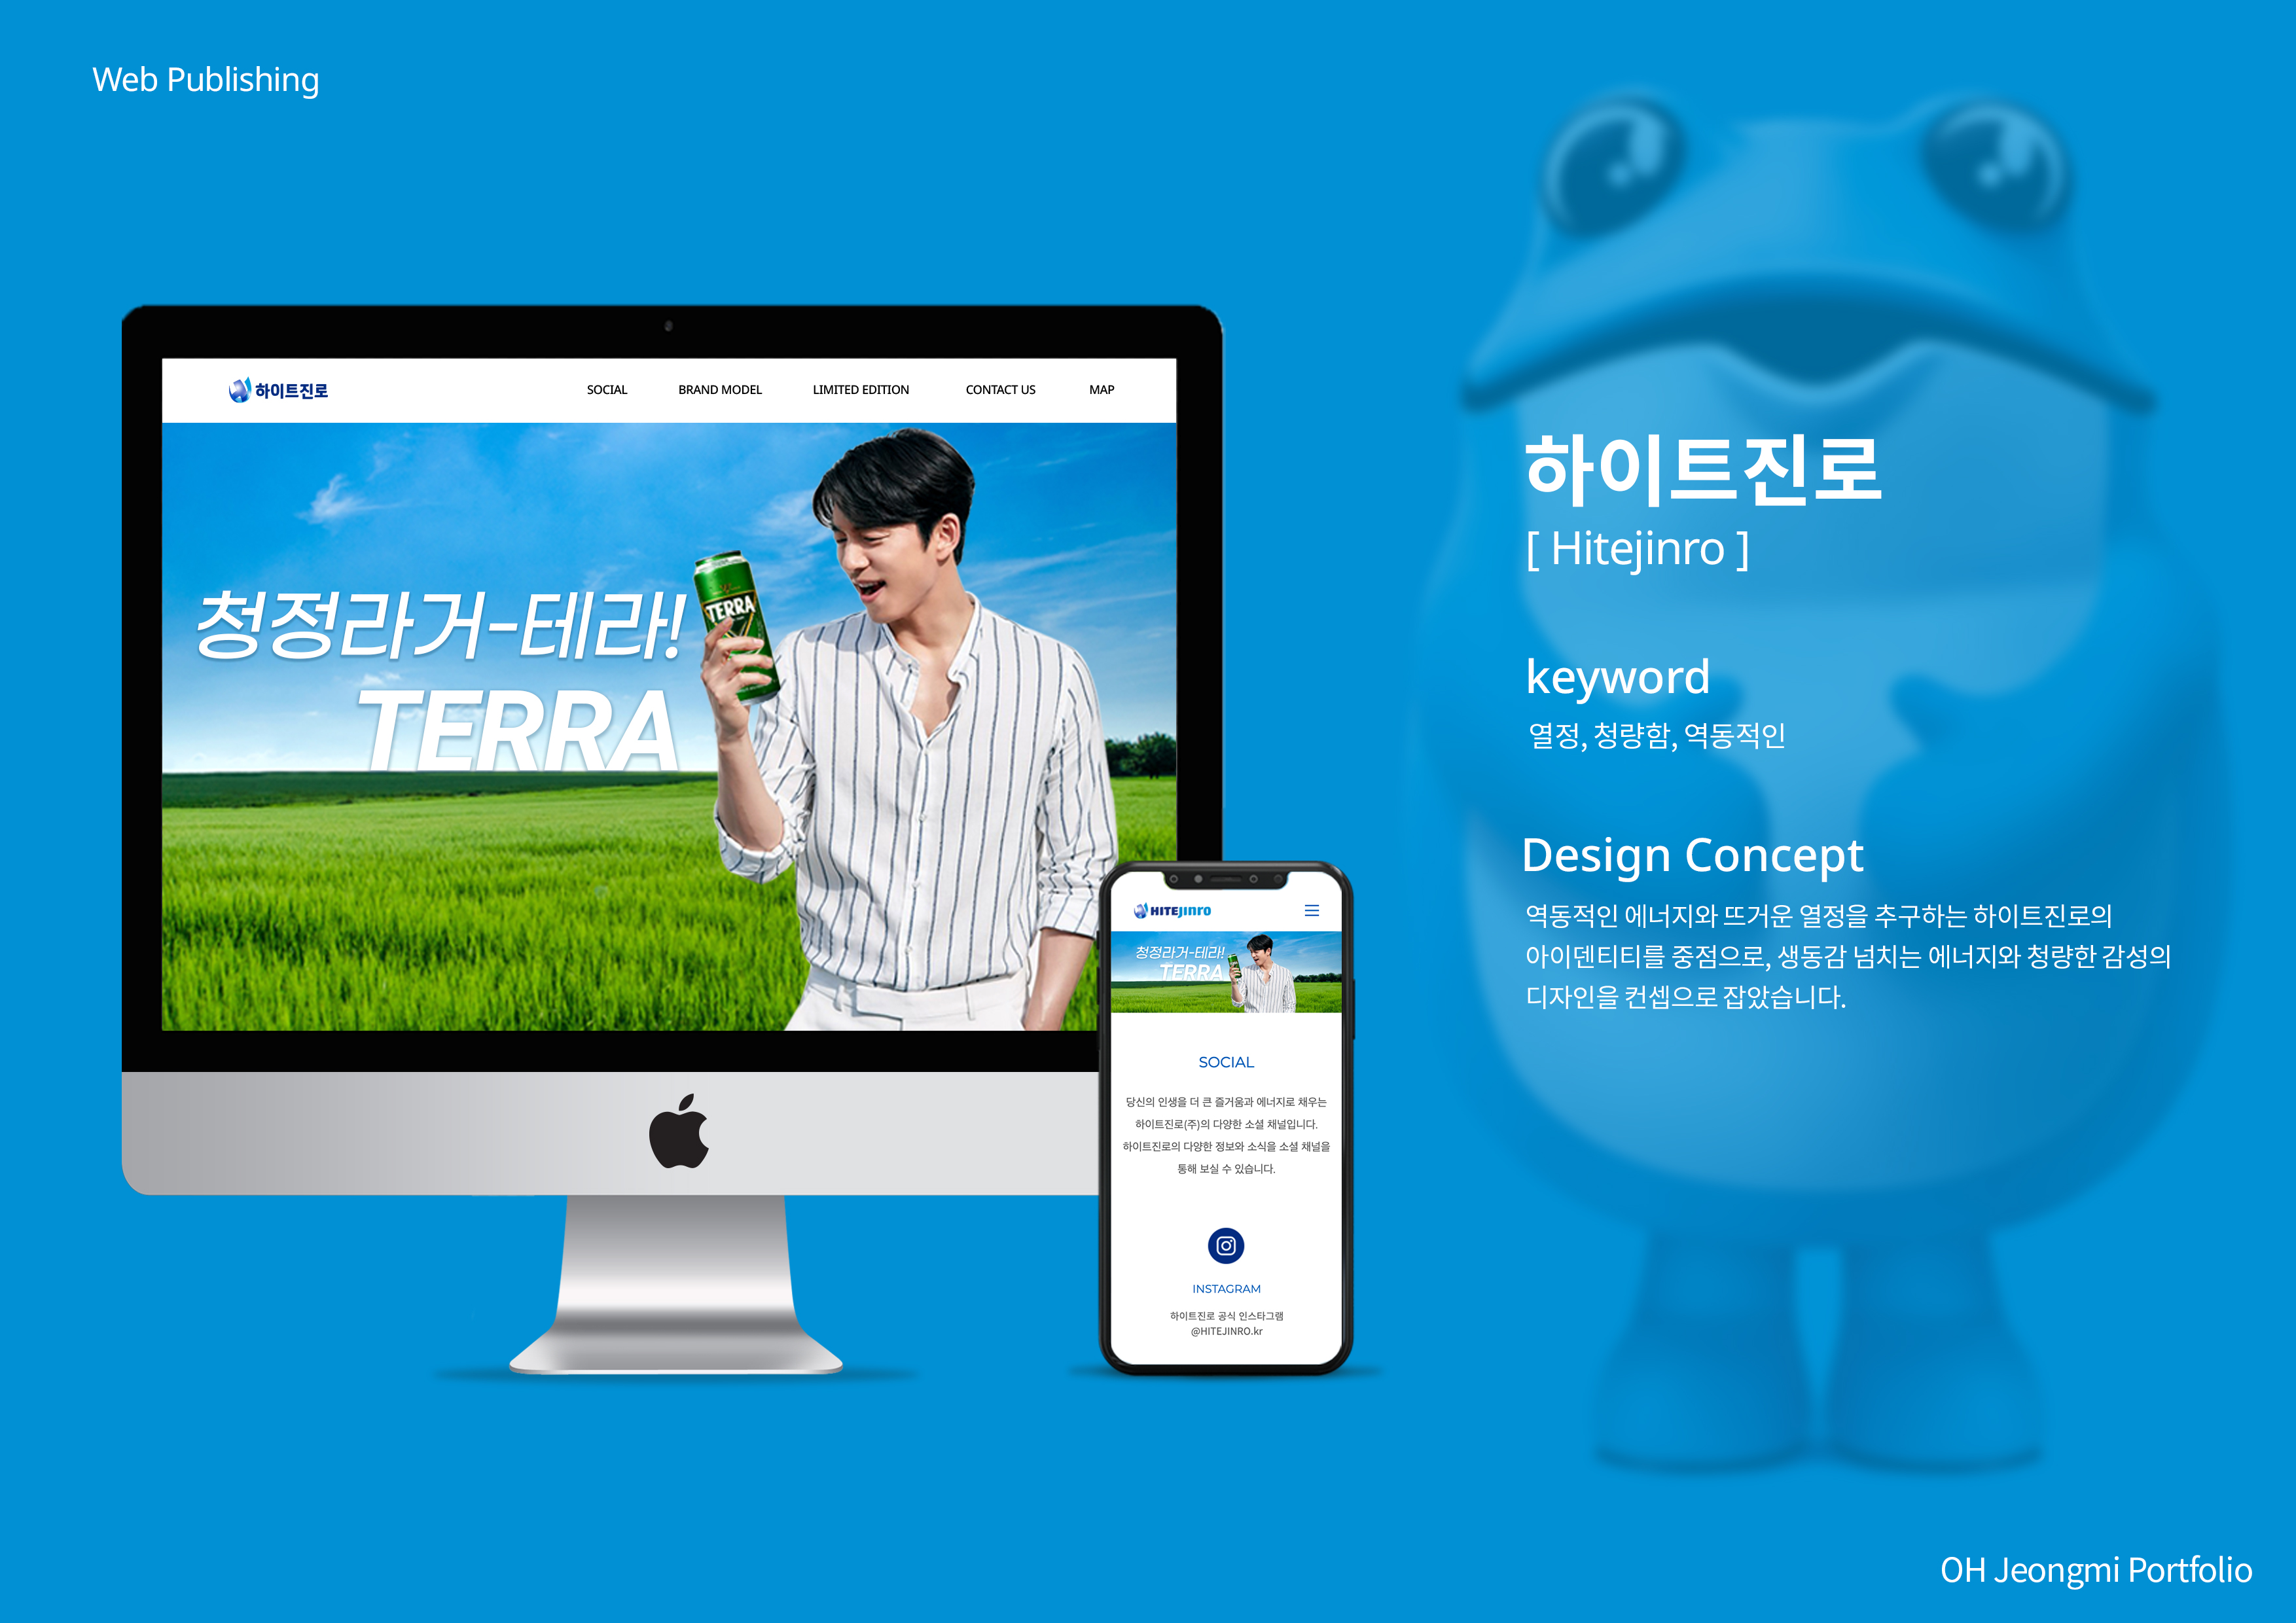 Web Publishing
하이트진로
SOCIAL BRAND MODEL LIMITED EDITION CONTACT US MAP
청정라거-테라!
TERRA
TERRA
HITEJINRO
청정라거-테라!
TERRA
SOCIAL
당신의 인생을 더 큰 즐거움과 에너지로 채우는
하이트진로(주)의 다양한 소셜 채널입니다.
하이트진로의 다양한 정보와 소식을 소셜 채널을
통해 보실 수 있습니다.
INSTAGRAM
하이트진로 공식 인스타그램
@HITEJINRO.kr
하이트진로
[ Hitejinro ]
keyword
열정, 청량함, 역동적인
Design Concept
역동적인 에너지와 뜨거운 열정을 추구하는 하이트진로의
아이덴티티를 중점으로, 생동감 넘치는 에너지와 청량한 감성의
디자인을 컨셉으로 잡았습니다.
OH Jeongmi Portfolio